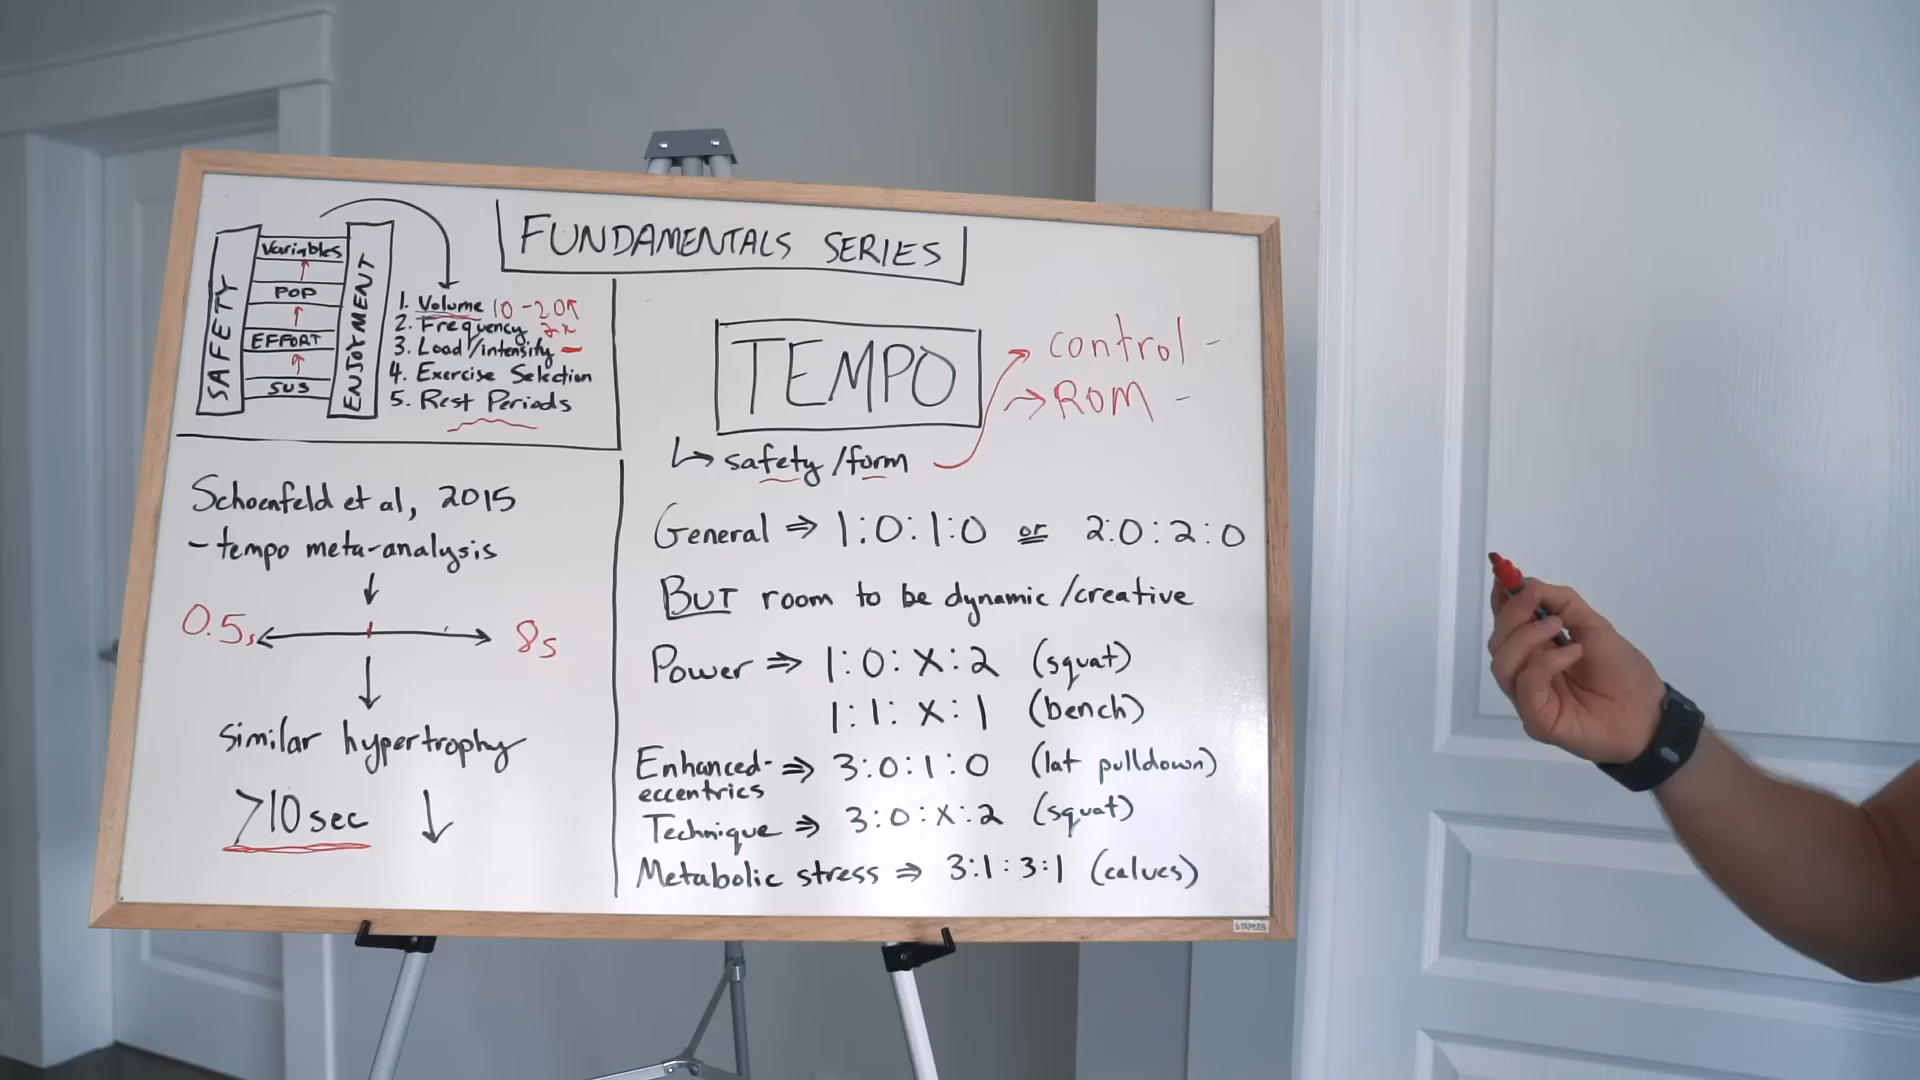 FUNDAMENTALS SERIES
SAFETY
Variables
POP
EFFORT
SUS
ENJOYMENT
1. Volume 10-20
2. Frequency 2x
3. Load/intensity
4. Exercise Selection
5. Rest Periods
Schoenfeld et al, 2015
- tempo meta-analysis
0.5s
8s
similar hypertrophy
>10 sec ↓
TEMPO
→ control -
→ ROM -
↳ safety/form
General ⇒ 1:0:1:0 or 2:0:2:0
BUT room to be dynamic/creative
Power ⇒ 1:0:X:2 (squat)
1:1:X:1 (bench)
Enhanced- ⇒ 3:0:1:0 (lat pulldown)
eccentrics
Technique ⇒ 3:0:X:2 (squat)
Metabolic stress ⇒ 3:1:3:1 (calves)
STAPLES